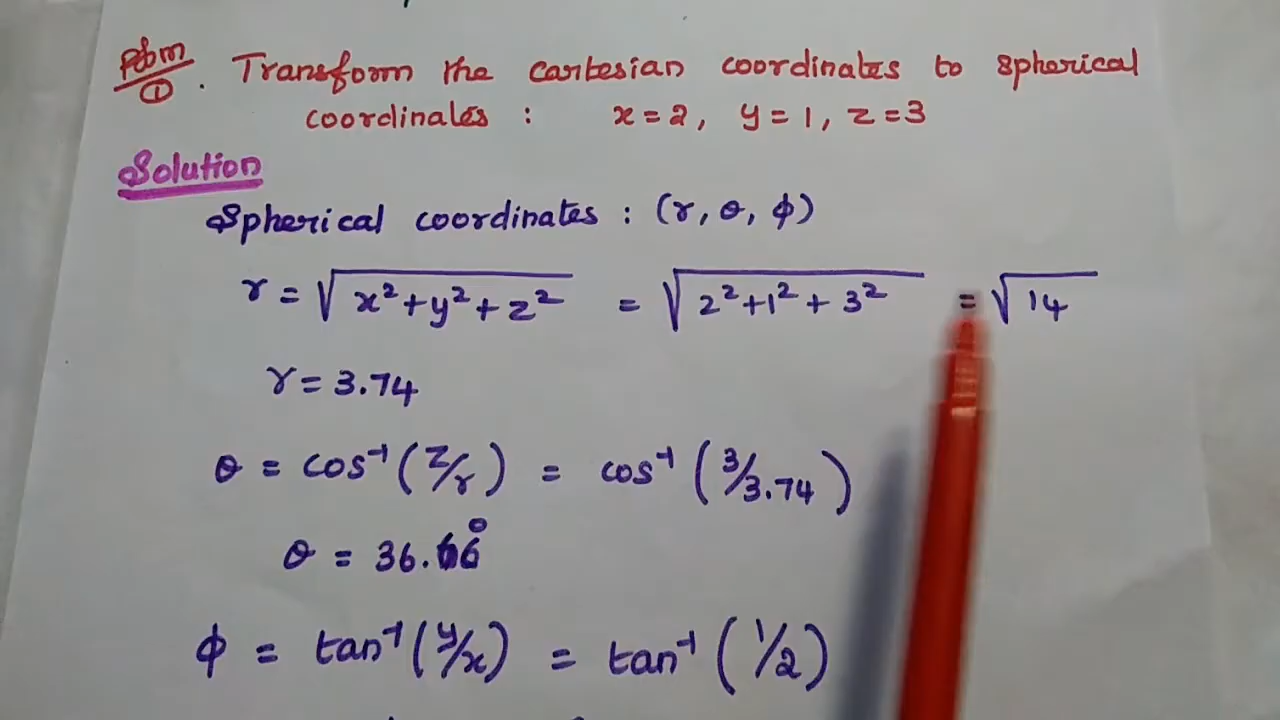 Pbm
①. Transform the cartesian coordinates to spherical
coordinates : x = 2, y = 1, z = 3
Solution
Spherical coordinates : (r, θ, ϕ)
r = √x²+y²+z² = √2²+1²+3² = √14
r = 3.74
θ = cos⁻¹(z/r) = cos⁻¹(3/3.74)
θ = 36.66°
ϕ = tan⁻¹(y/x) = tan⁻¹(1/2)